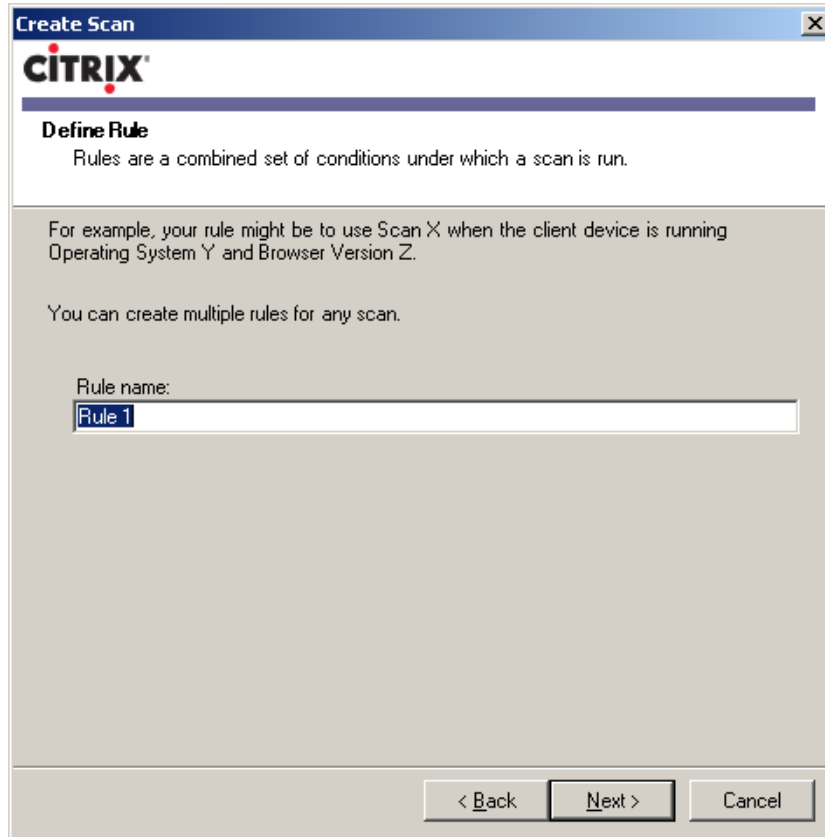 Create Scan
CİTRIX
Define Rule
Rules are a combined set of conditions under which a scan is run.
For example, your rule might be to use Scan X when the client device is running
Operating System Y and Browser Version Z.
You can create multiple rules for any scan.
Rule name:
Rule 1
< Back
Next >
Cancel